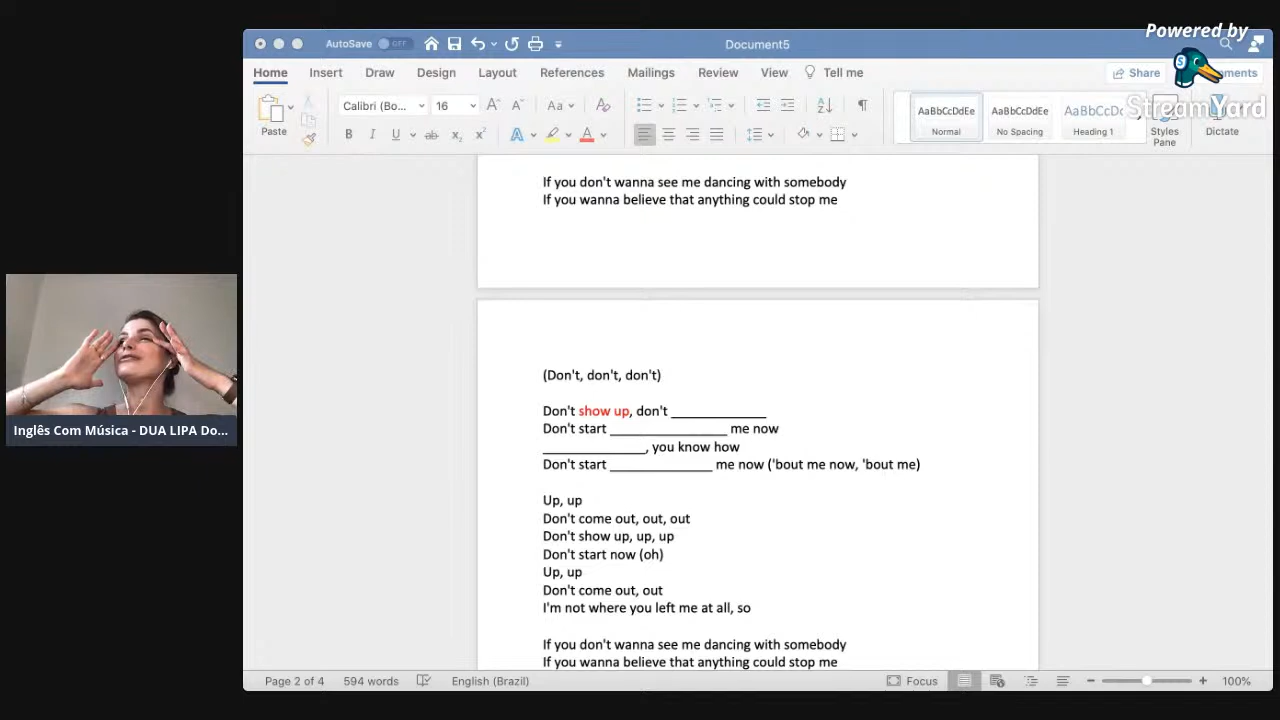 Powered by
StreamYard
AutoSave OFF
Document5
Home Insert Draw Design Layout References Mailings Review View Tell me
Share
Paste
Calibri (Bo... 16
Aa
AaBbCcDdEe
AaBbCcDdEe
Normal
No Spacing
Heading
Styles
Pane
Dictate
If you don't wanna see me dancing with somebody
If you wanna believe that anything could stop me
(Don't, don't, don't)
Don't show up, don't ______________
Don't start _________________ me now
_______________, you know how
Don't start _______________ me now ('bout me now, 'bout me)
Up, up
Don't come out, out, out
Don't show up, up, up
Don't start now (oh)
Up, up
Don't come out, out
I'm not where you left me at all, so
If you don't wanna see me dancing with somebody
If you wanna believe that anything could stop me
Inglês Com Música - DUA LIPA Do...
Page 2 of 4 594 words English (Brazil) Focus 100%